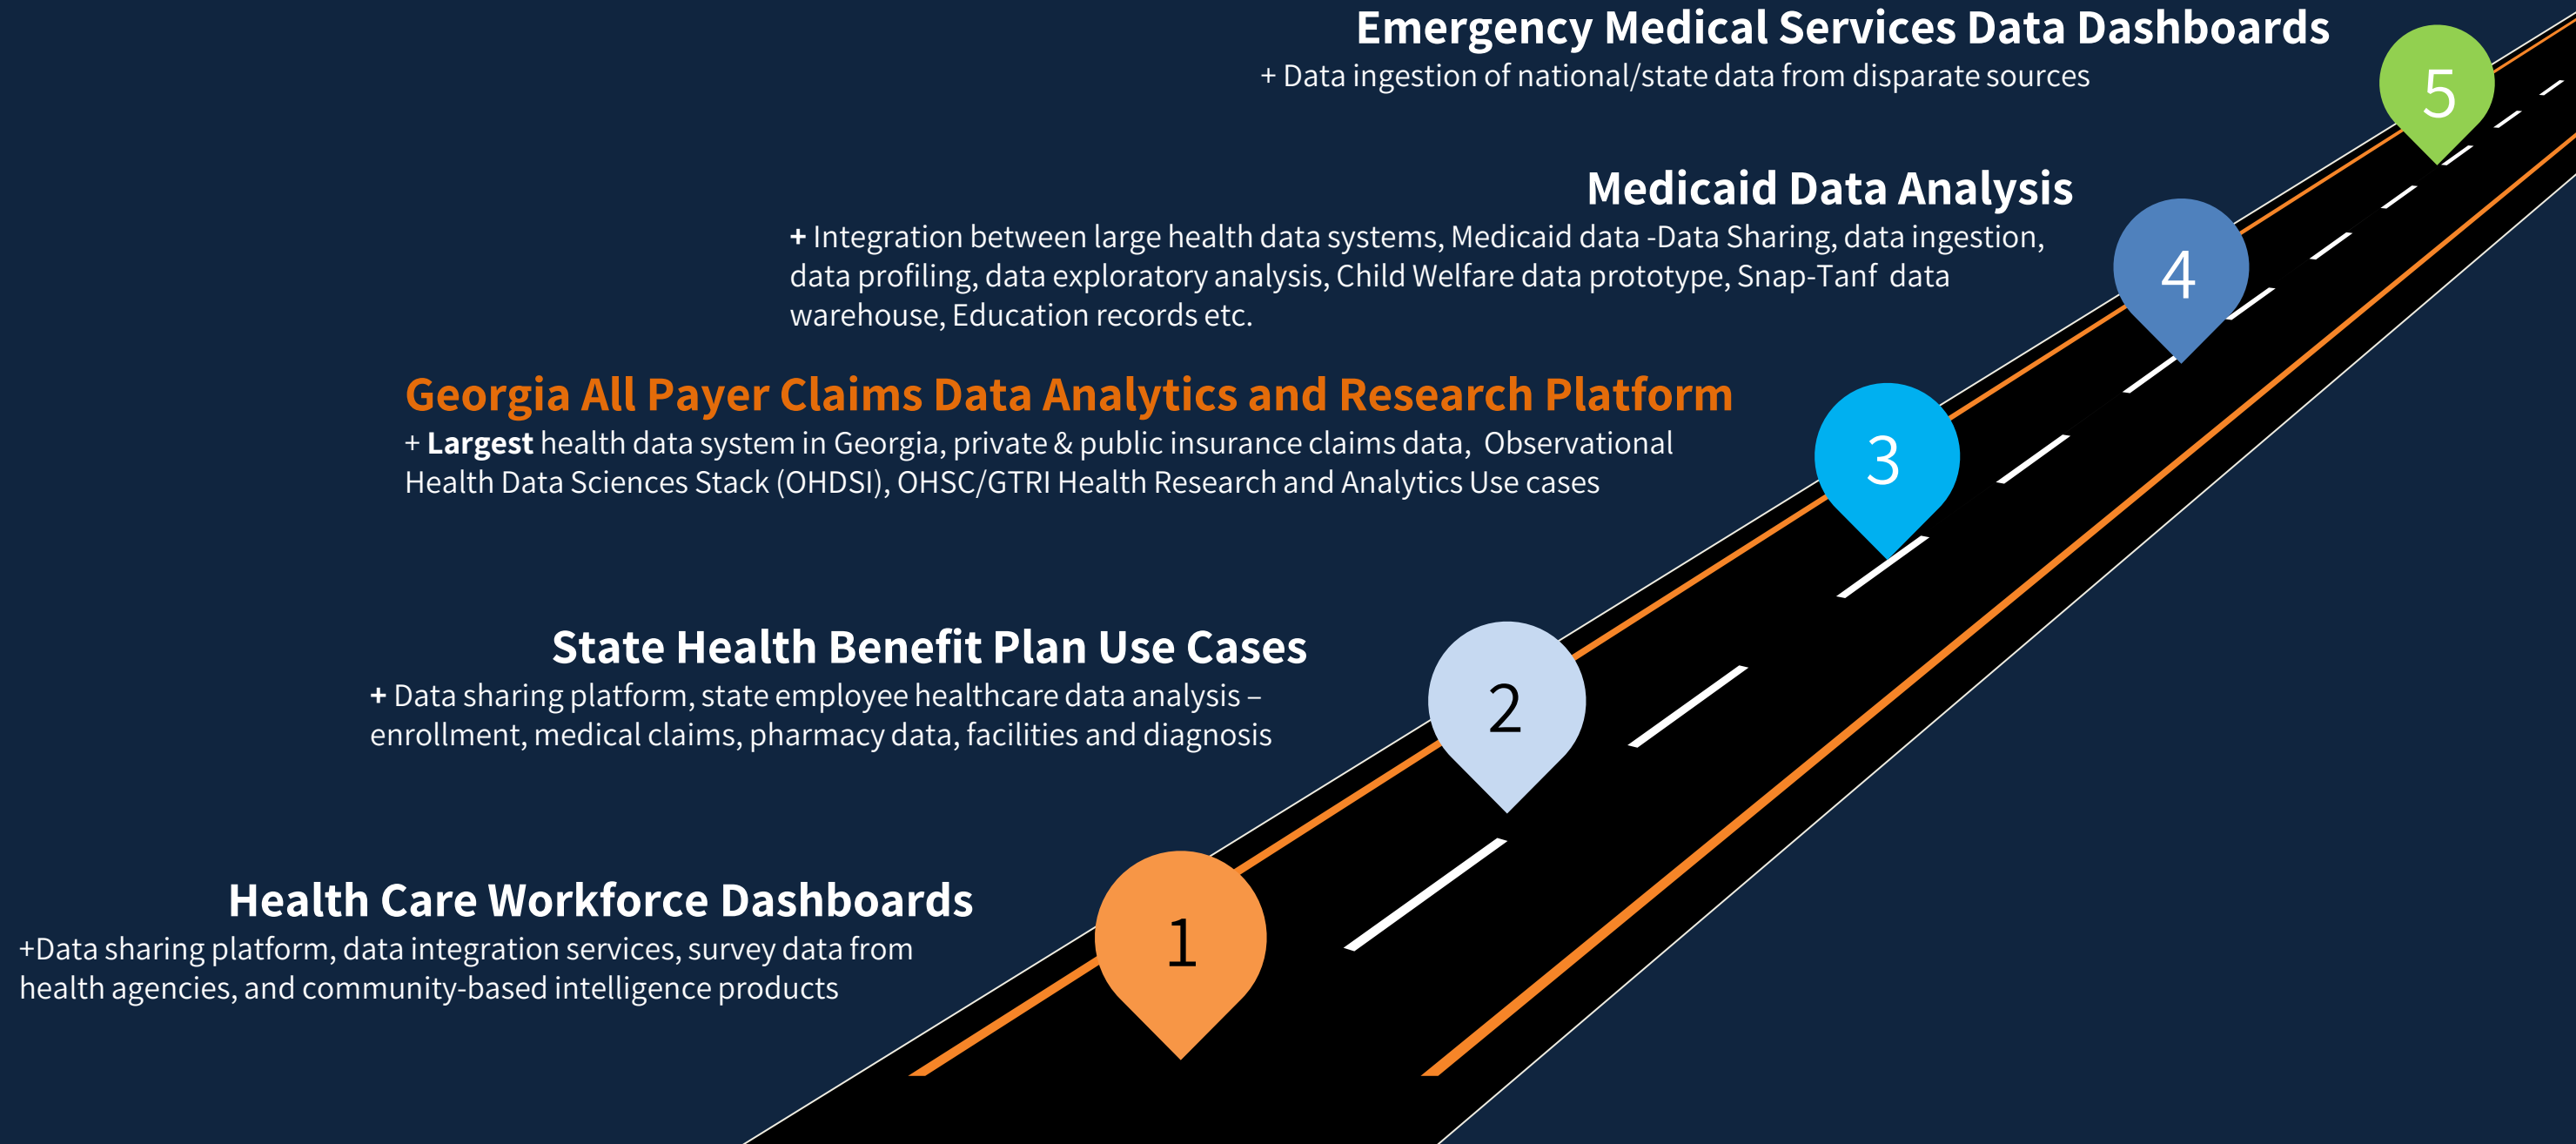 Emergency Medical Services Data Dashboards
+ Data ingestion of national/state data from disparate sources
5
Medicaid Data Analysis
+ Integration between large health data systems, Medicaid data -Data Sharing, data ingestion,
data profiling, data exploratory analysis, Child Welfare data prototype, Snap-Tanf data
warehouse, Education records etc.
4
Georgia All Payer Claims Data Analytics and Research Platform
+ Largest health data system in Georgia, private & public insurance claims data, Observational
Health Data Sciences Stack (OHDSI), OHSC/GTRI Health Research and Analytics Use cases
3
State Health Benefit Plan Use Cases
+ Data sharing platform, state employee healthcare data analysis –
enrollment, medical claims, pharmacy data, facilities and diagnosis
2
Health Care Workforce Dashboards
+Data sharing platform, data integration services, survey data from
health agencies, and community-based intelligence products
1